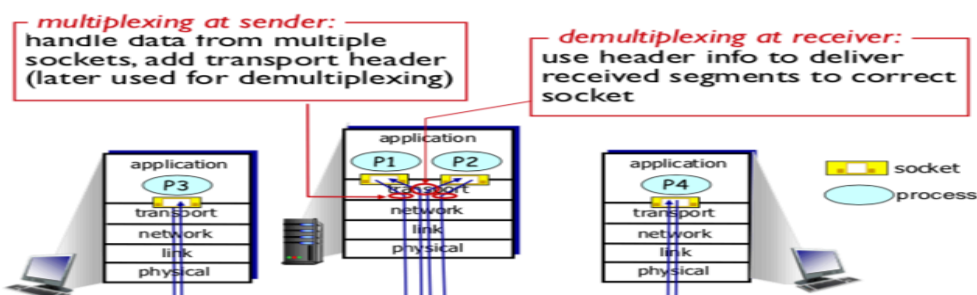 multiplexing at sender:
handle data from multiple
sockets, add transport header
(later used for demultiplexing)
demultiplexing at receiver:
use header info to deliver
received segments to correct
socket
application
P3
transport
network
link
physical
application
P1 P2
transport
network
link
physical
application
P4
transport
network
link
physical
socket
process